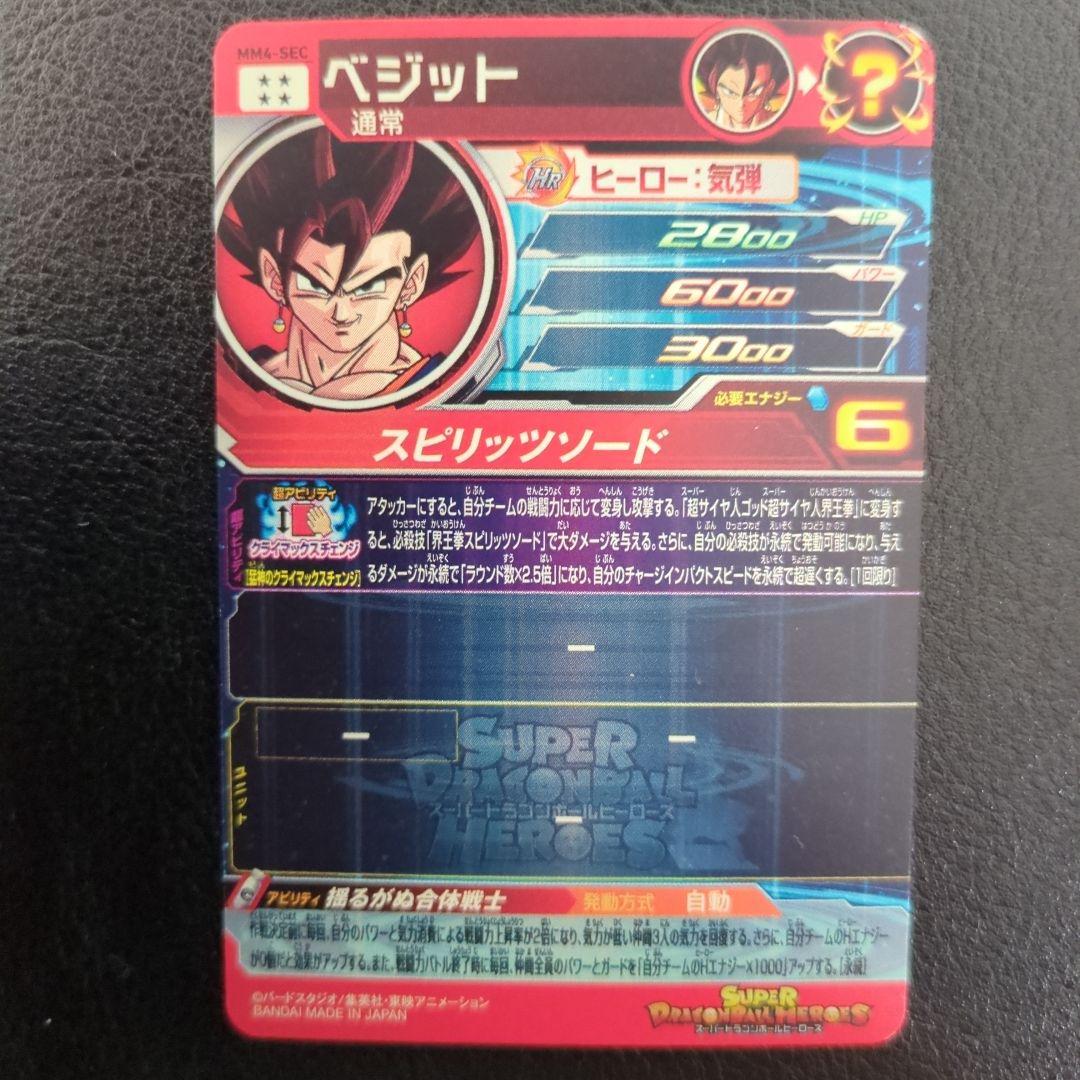 MM4-SEC
ベジット
通常
?
HR
ヒーロー:気弾
HP
2800
パワー
6000
ガード
3000
必要エナジー
6
スピリッツソード
超アビリティ
超アビリティ
クライマックスチェンジ
アタッカーにすると、自分チームの戦闘力に応じて変身し攻撃する。「超サイヤ人ゴッド超サイヤ人界王拳」に変身す
ると、必殺技「界王拳スピリッツソード」で大ダメージを与える。さらに、自分の必殺技が永続で発動可能になり、与え
るダメージが永続で「ラウンド数×2.5倍」になり、自分のチャージインパクトスピードを永続で超遅くする。[1回限り]
ー
ー
ー
ー
ユニット
SUPER
DRAGONBALL
スーパードラゴンボールヒーローズ
HEROES
アビリティ 揺るがぬ合体戦士 発動方式 自動
作戦決定前に毎回、自分のパワーと気力消費による戦闘力上昇率が2倍になり、気力が低い仲間3人の気力を回復する。さらに、自分チームのHエナジー
が0個だと効果がアップする。また、戦闘力バトル終了時に毎回、仲間全員のパワーとガードを「自分チームのHエナジー×1000」アップする。[永続]
©バードスタジオ/集英社・東映アニメーション
BANDAI MADE IN JAPAN
SUPER
DRAGONBALL HEROES
スーパードラゴンボールヒーローズ